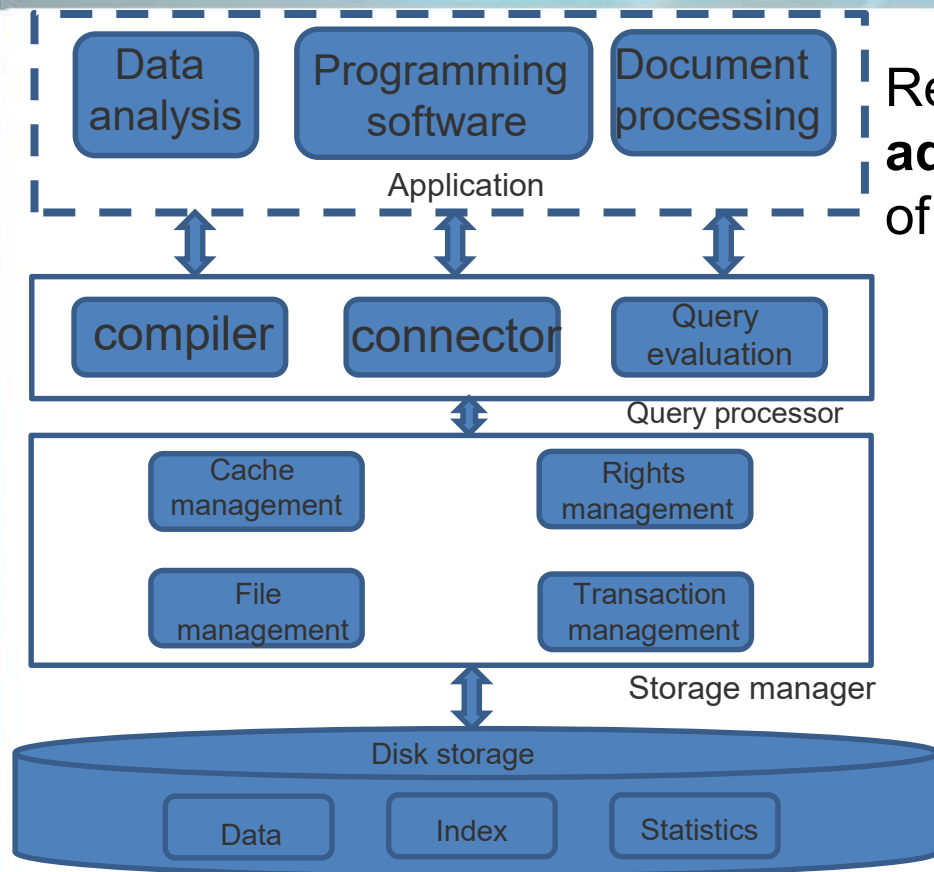 Data
analysis
Programming
software
Document
processing
Application
compiler
connector
Query
evaluation
Query processor
Cache
management
Rights
management
File
management
Transaction
management
Storage manager
Disk storage
Data
Index
Statistics
of